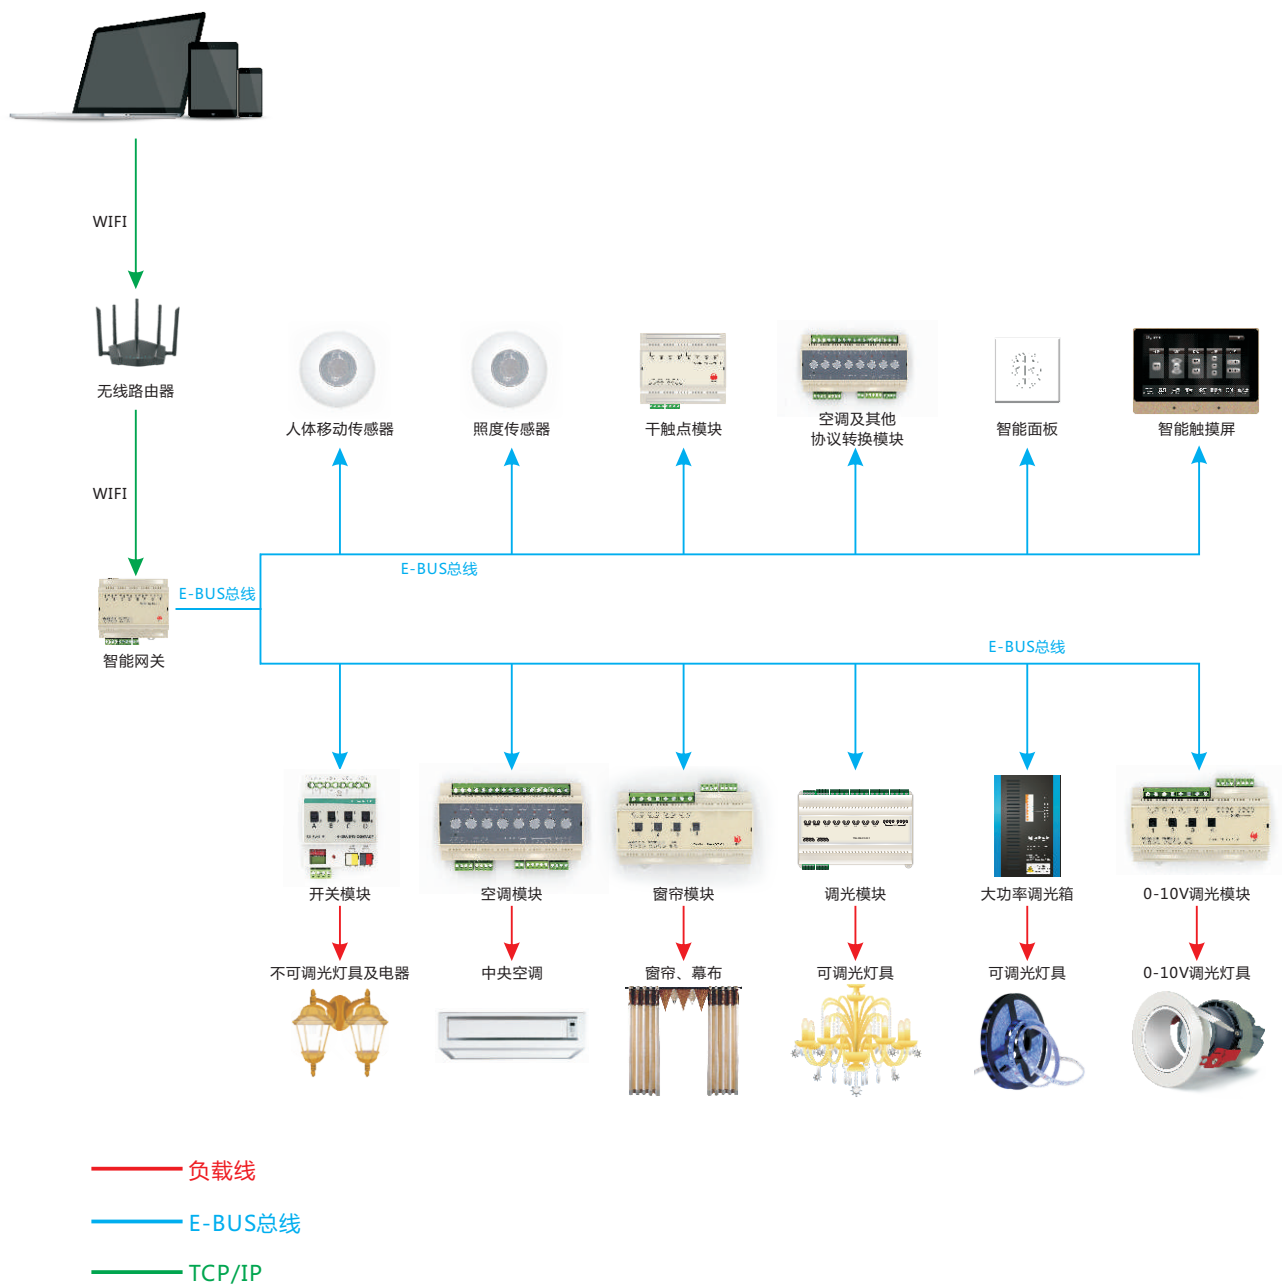 WIFI
无线路由器
人体移动传感器
照度传感器
干触点模块
空调及其他
协议转换模块
智能面板
智能触摸屏
WIFI
E-BUS总线
E-BUS总线
智能网关
E-BUS总线
开关模块
空调模块
窗帘模块
调光模块
大功率调光箱
0-10V调光模块
不可调光灯具及电器
中央空调
窗帘、幕布
可调光灯具
可调光灯具
0-10V调光灯具
负载线
E-BUS总线
TCP/IP